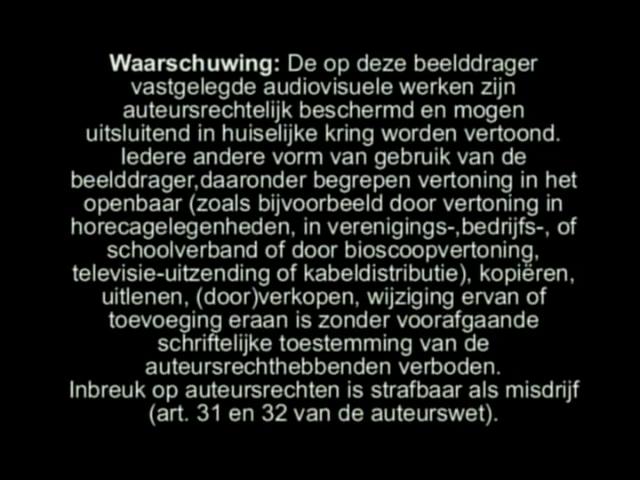 Waarschuwing: De op deze beelddrager
vastgelegde audiovisuele werken zijn
auteursrechtelijk beschermd en mogen
uitsluitend in huiselijke kring worden vertoond.
Iedere andere vorm van gebruik van de
beelddrager,daaronder begrepen vertoning in het
openbaar (zoals bijvoorbeeld door vertoning in
horecagelegenheden, in verenigings-,bedrijfs-, of
schoolverband of door bioscoopvertoning,
televisie-uitzending of kabeldistributie), kopiëren,
uitlenen, (door)verkopen, wijziging ervan of
toevoeging eraan is zonder voorafgaande
schriftelijke toestemming van de
auteursrechthebbenden verboden.
Inbreuk op auteursrechten is strafbaar als misdrijf
(art. 31 en 32 van de auteurswet).